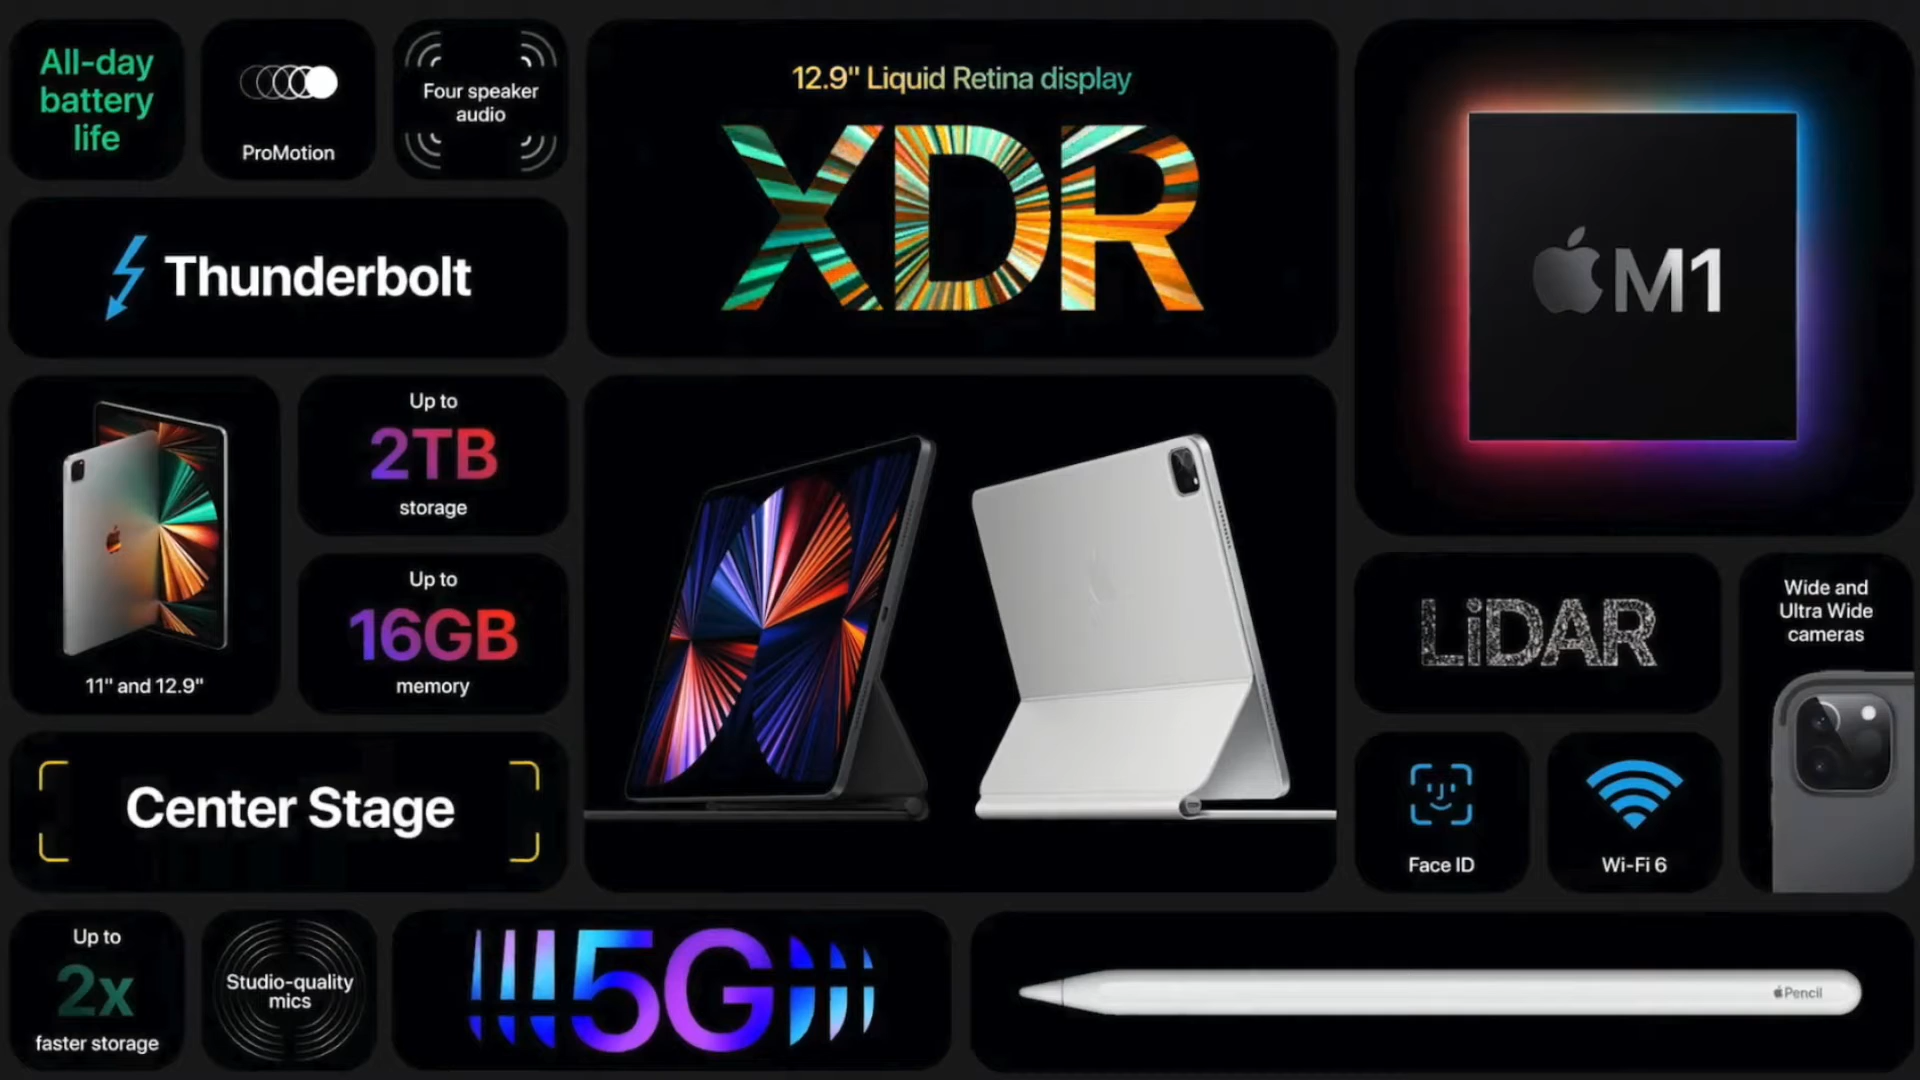 All-day
battery
life
ProMotion
Four speaker
audio
12.9" Liquid Retina display
XDR
M1
Thunderbolt
11" and 12.9"
Up to
2TB
storage
Up to
16GB
memory
LiDAR
Wide and
Ultra Wide
cameras
Center Stage
Face ID
Wi-Fi 6
Up to
2x
faster storage
Studio-quality
mics
5G
Pencil